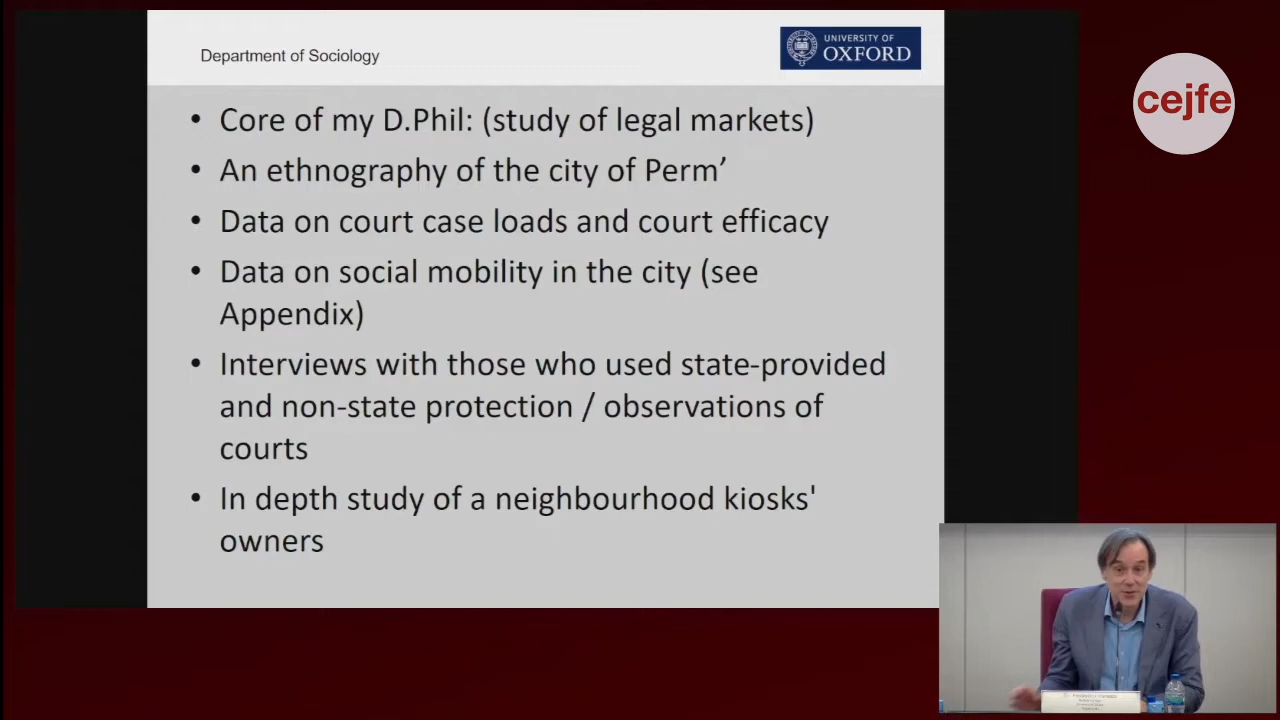 Department of Sociology
UNIVERSITY OF
OXFORD
cejfe
• Core of my D.Phil: (study of legal markets)
• An ethnography of the city of Perm’
• Data on court case loads and court efficacy
• Data on social mobility in the city (see
Appendix)
• Interviews with those who used state-provided
and non-state protection / observations of
courts
• In depth study of a neighbourhood kiosks'
owners